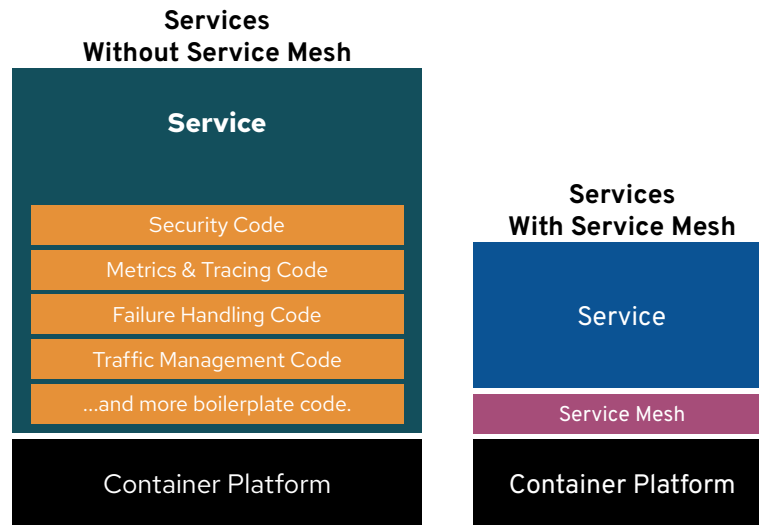 Services
Without Service Mesh
Service
Security Code
Metrics & Tracing Code
Failure Handling Code
Traffic Management Code
...and more boilerplate code.
Container Platform
Services
With Service Mesh
Service
Service Mesh
Container Platform